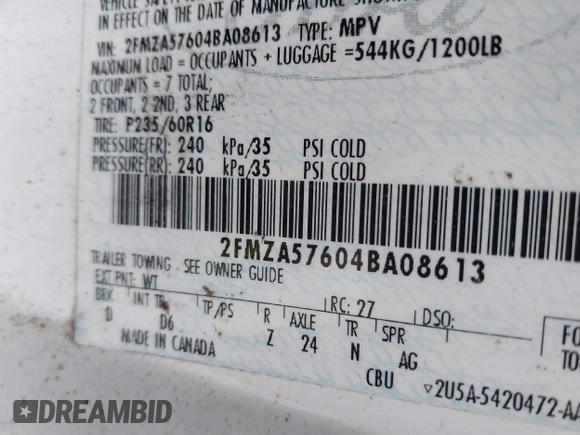 IN EFFECT ON THE DATE OF MANUFACTURE
VIN: 2FMZA57604BA08613 TYPE: MPV
MAXIMUM LOAD = OCCUPANTS + LUGGAGE =544KG/1200LB
OCCUPANTS = 7 TOTAL;
2 FRONT, 2 2ND, 3 REAR
TIRE: P235/60R16
PRESSURE(FR): 240 kPa/35 PSI COLD
PRESSURE(RR): 240 kPa/35 PSI COLD
2FMZA57604BA08613
TRAILER TOWING - SEE OWNER GUIDE
EXT PNT: WT RC: 27 DSO:
BRK INT TR TP/PS R AXLE TR SPR
D D6 Z 24 N AG
MADE IN CANADA CBU ▽2U5A-5420472-AA
DREAMBID